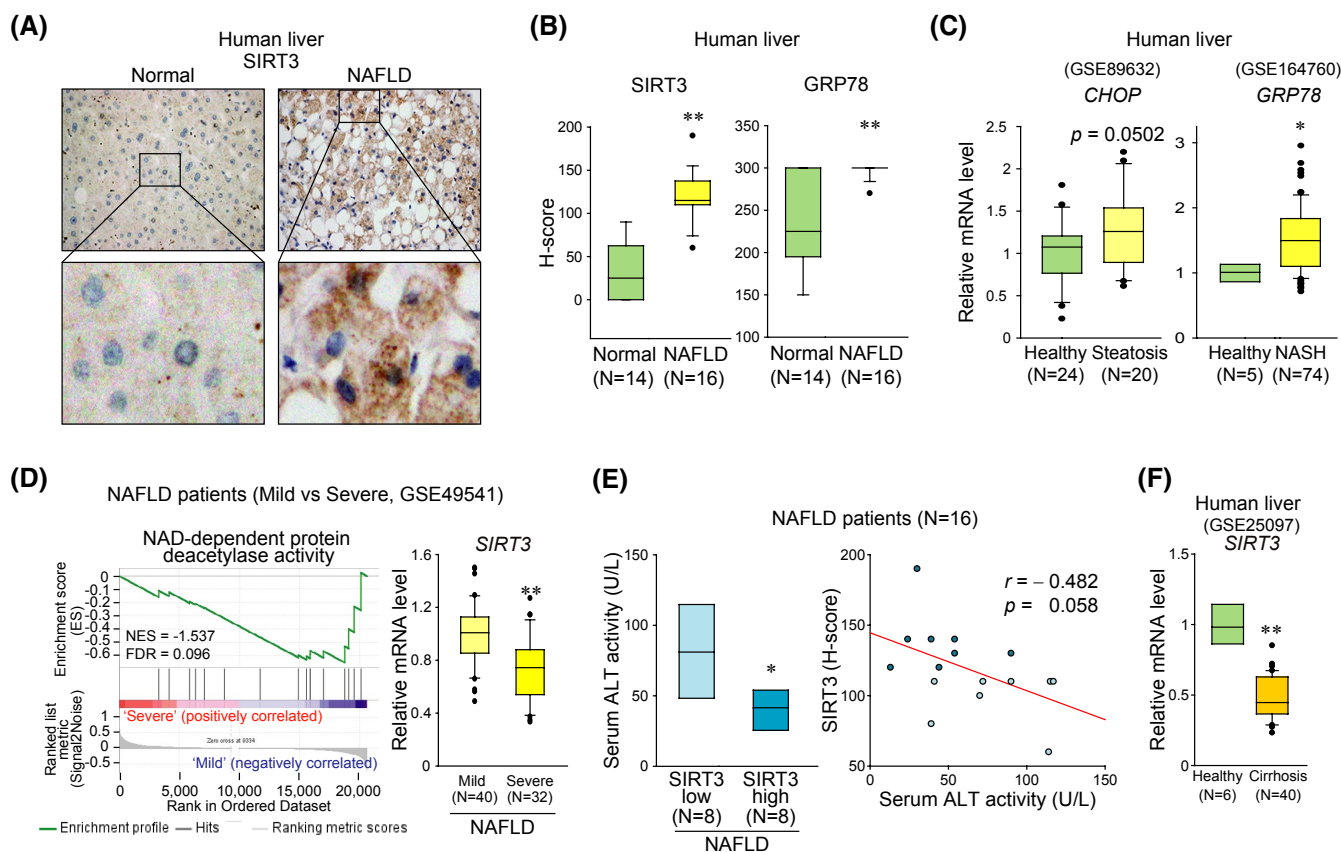 (A)
Human liver
SIRT3
Normal NAFLD
(B)
Human liver
SIRT3
**
H-score
200
150
100
50
0
Normal NAFLD
(N=14) (N=16)
GRP78
**
400
350
300
250
200
150
100
Normal NAFLD
(N=14) (N=16)
(C)
Human liver
(GSE89632)
CHOP
p = 0.0502
Relative mRNA level
2.5
2
1.5
1
0.5
0
Healthy Steatosis
(N=24) (N=20)
(GSE164760)
GRP78
*
3
2
1
0
Healthy NASH
(N=5) (N=74)
(D)
NAFLD patients (Mild vs Severe, GSE49541)
NAD-dependent protein
deacetylase activity
Enrichment score
(ES)
0
-0.1
-0.2
-0.3
-0.4
-0.5
-0.6
NES = -1.537
FDR = 0.096
'Severe' (positively correlated)
Ranked list
metric
(Signal2Noise)
1
0.5
0
-0.5
Zero cross at 9334
'Mild' (negatively correlated)
0 5,000 10,000 15,000 20,000
Rank in Ordered Dataset
Enrichment profile Hits Ranking metric scores
SIRT3
**
Relative mRNA level
1.6
1.2
0.8
0.4
0
Mild Severe
(N=40) (N=32)
NAFLD
(E)
NAFLD patients (N=16)
Serum ALT activity (U/L)
150
100
50
0
*
SIRT3 SIRT3
low high
(N=8) (N=8)
NAFLD
SIRT3 (H-score)
200
150
100
50
r = – 0.482
p = 0.058
0 50 100 150
Serum ALT activity (U/L)
(F)
Human liver
(GSE25097)
SIRT3
**
Relative mRNA level
1.5
1
0.5
0
Healthy Cirrhosis
(N=6) (N=40)